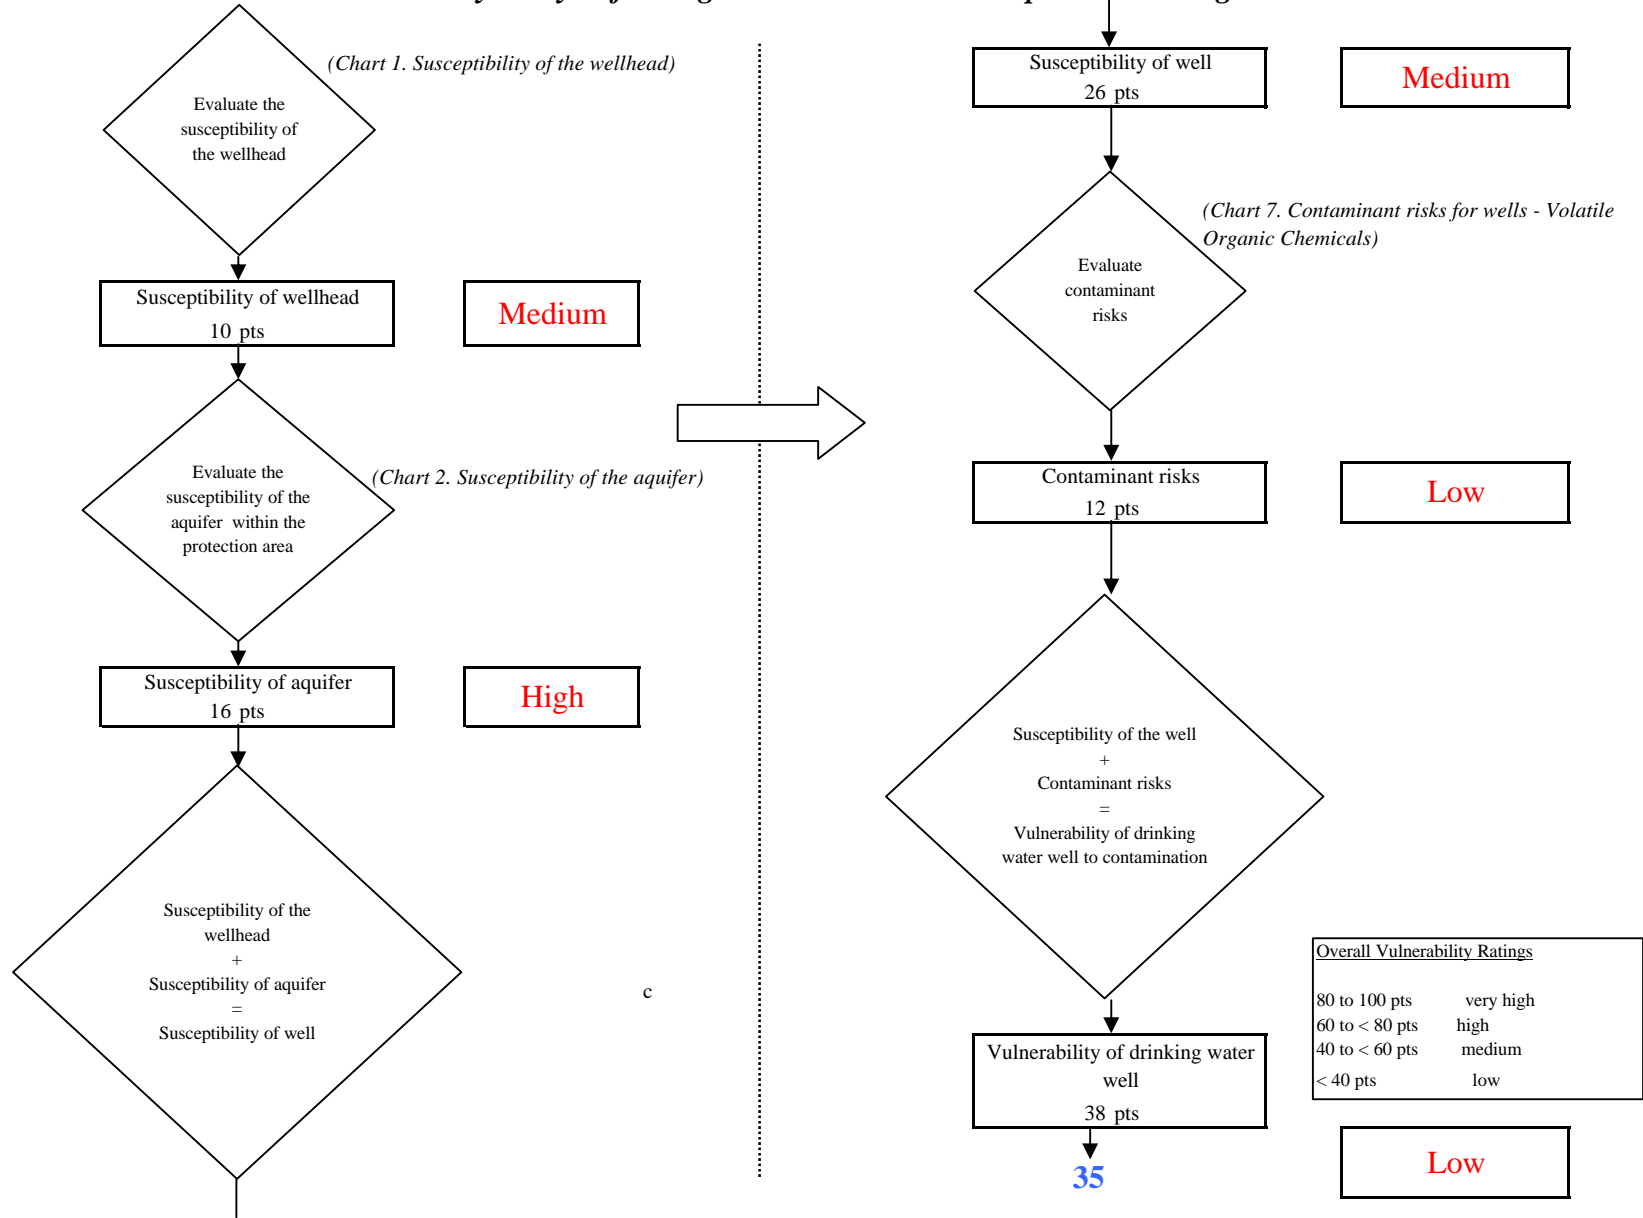 (Chart 1. Susceptibility of the wellhead)
Evaluate the
susceptibility of
the wellhead
Susceptibility of wellhead
10 pts
Medium
Evaluate the
susceptibility of the
aquifer within the
protection area
(Chart 2. Susceptibility of the aquifer)
Susceptibility of aquifer
16 pts
High
Susceptibility of the
wellhead
+
Susceptibility of aquifer
=
Susceptibility of well
c
Susceptibility of well
26 pts
Medium
(Chart 7. Contaminant risks for wells - Volatile
Organic Chemicals)
Evaluate
contaminant
risks
Contaminant risks
12 pts
Low
Susceptibility of the well
+
Contaminant risks
=
Vulnerability of drinking
water well to contamination
Overall Vulnerability Ratings
80 to 100 pts very high
60 to < 80 pts high
40 to < 60 pts medium
< 40 pts low
Vulnerability of drinking water
well
38 pts
35
Low